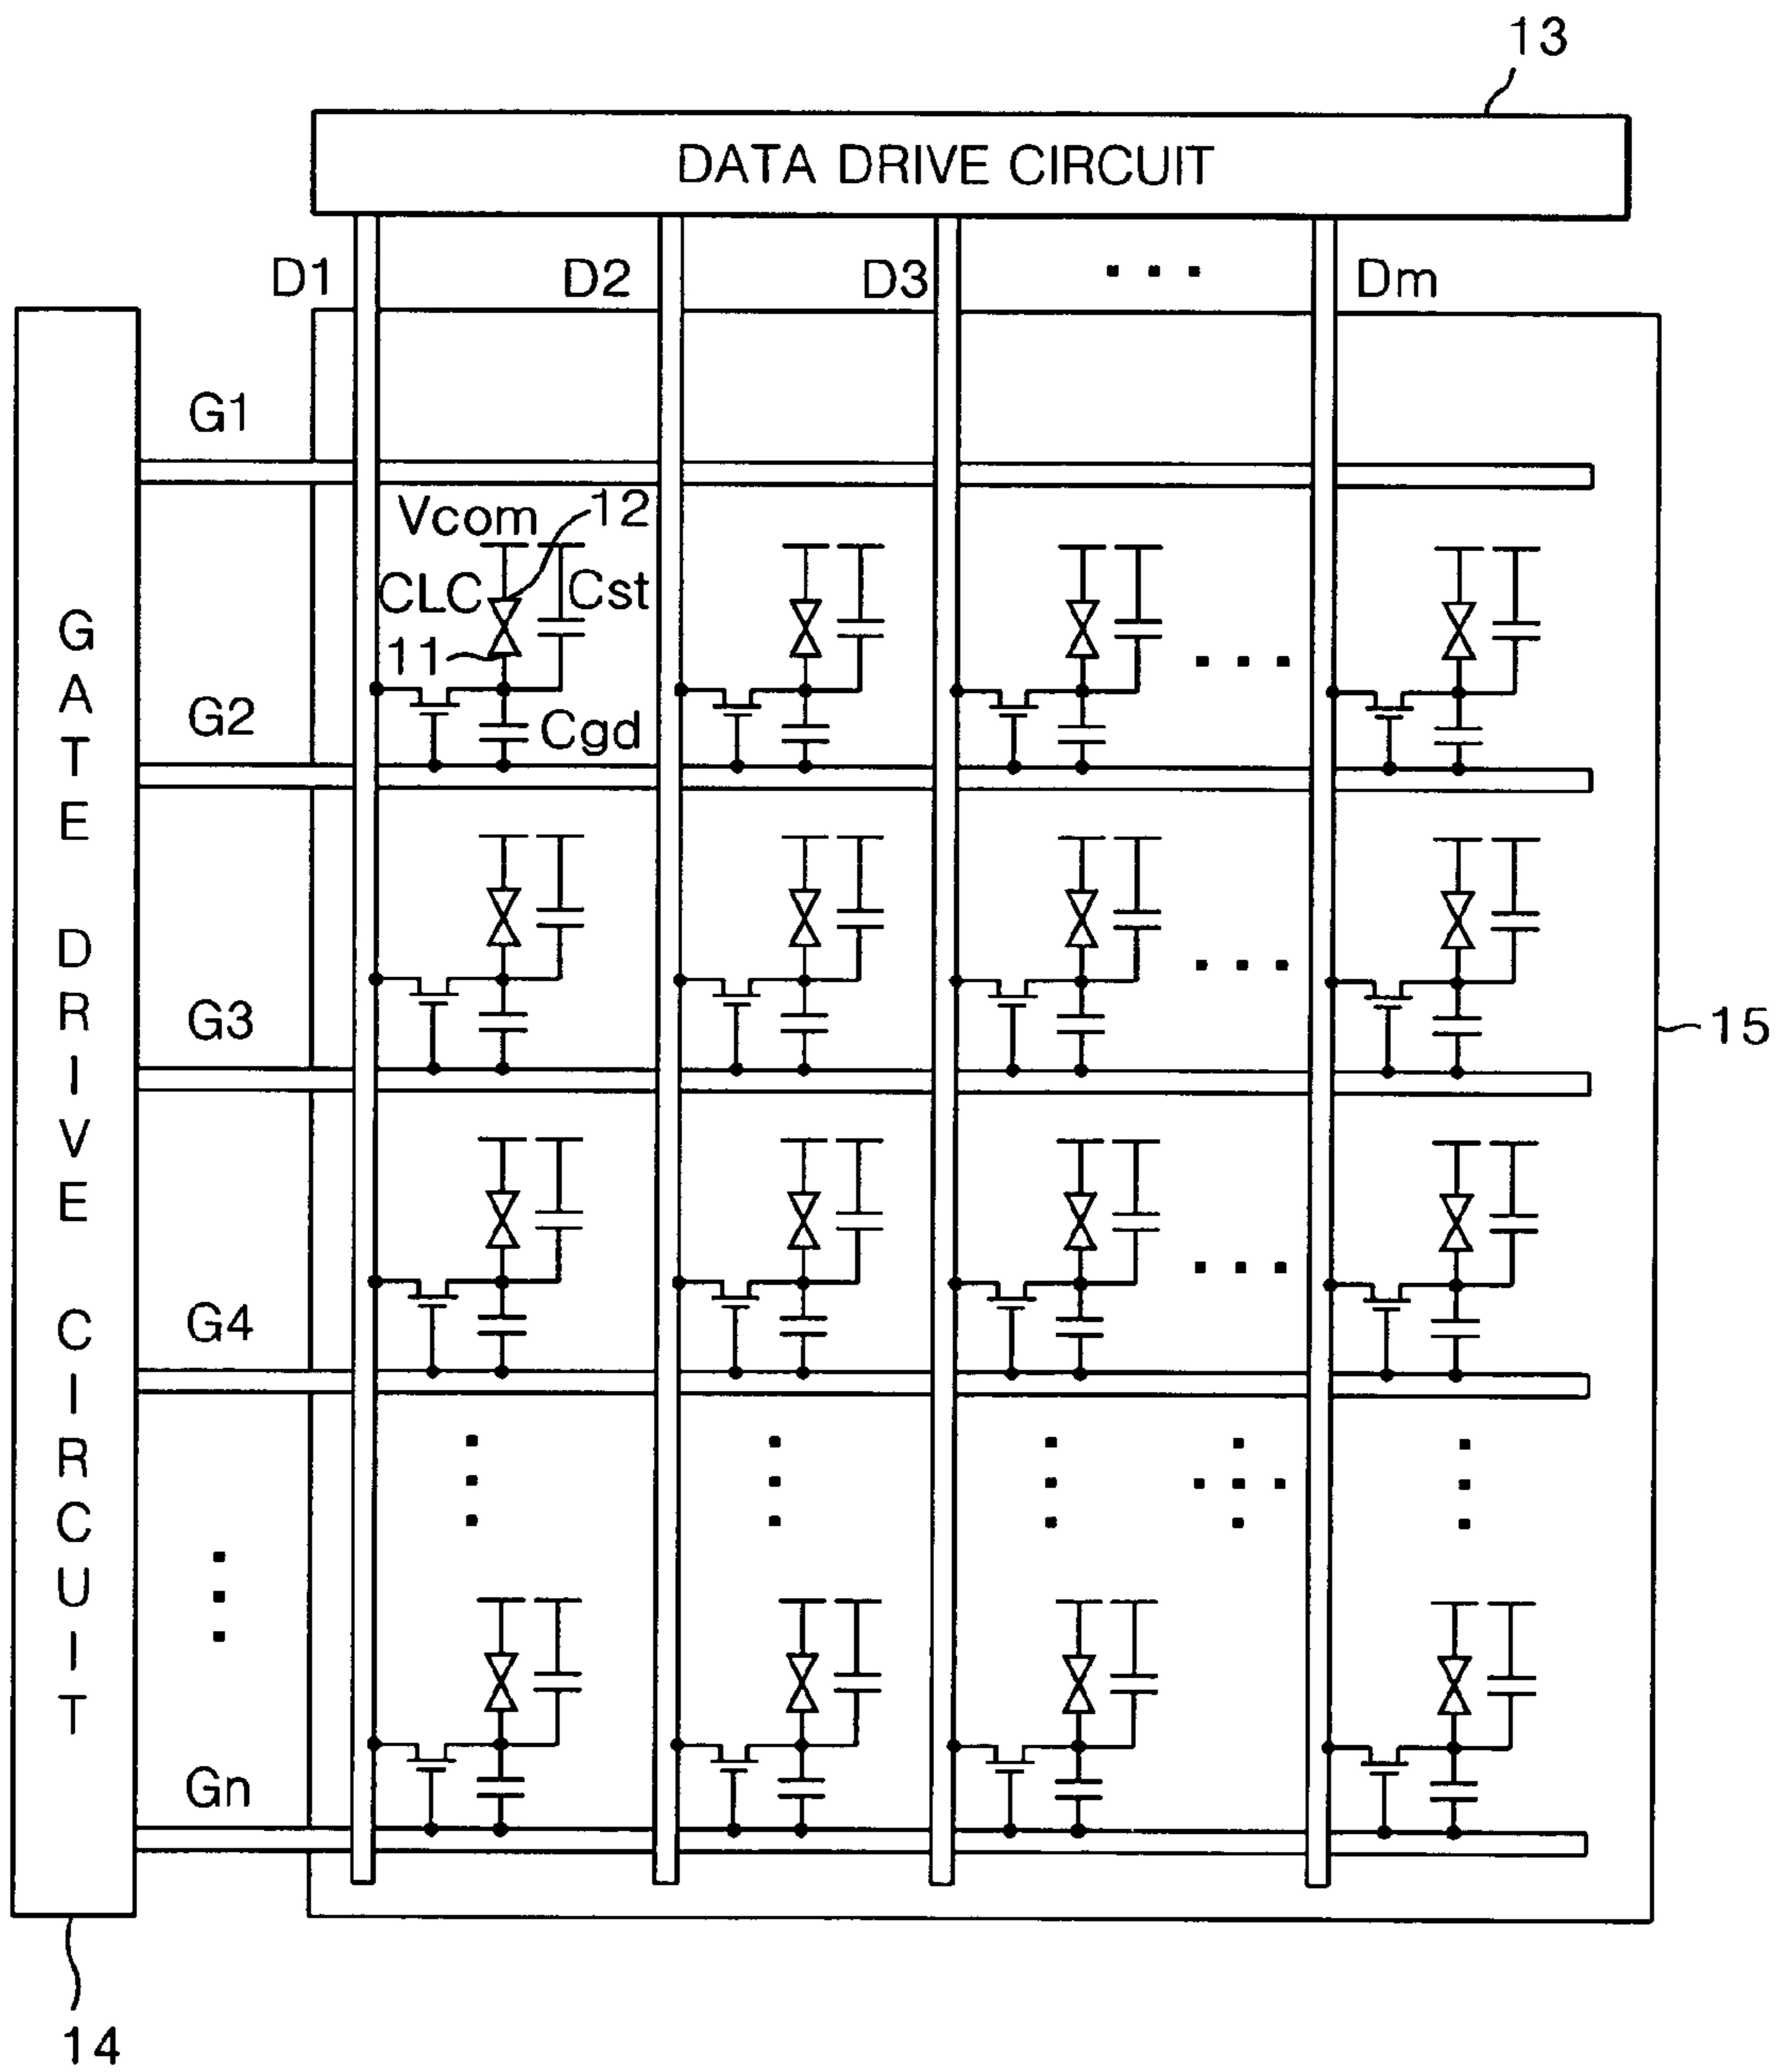 13
DATA DRIVE CIRCUIT
D1 D2 D3 ... Dm
G1
Vcom 12
CLC Cst
11
G2
Cgd
GATE DRIVE CIRCUIT
G3
15
G4
Gn
14